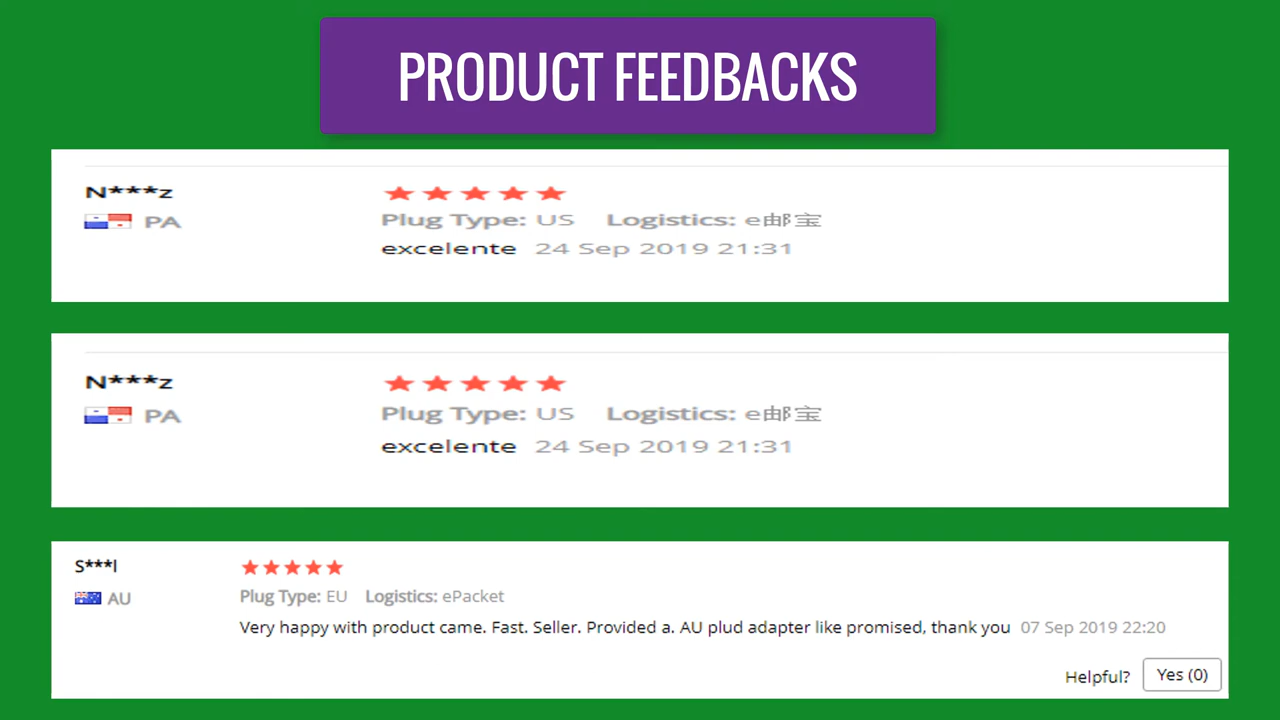 PRODUCT FEEDBACKS
N***z
PA
Plug Type: US Logistics: e邮宝
excelente 24 Sep 2019 21:31
N***z
PA
Plug Type: US Logistics: e邮宝
excelente 24 Sep 2019 21:31
S***l
AU
Plug Type: EU Logistics: ePacket
Very happy with product came. Fast. Seller. Provided a. AU plud adapter like promised, thank you 07 Sep 2019 22:20
Helpful? Yes (0)